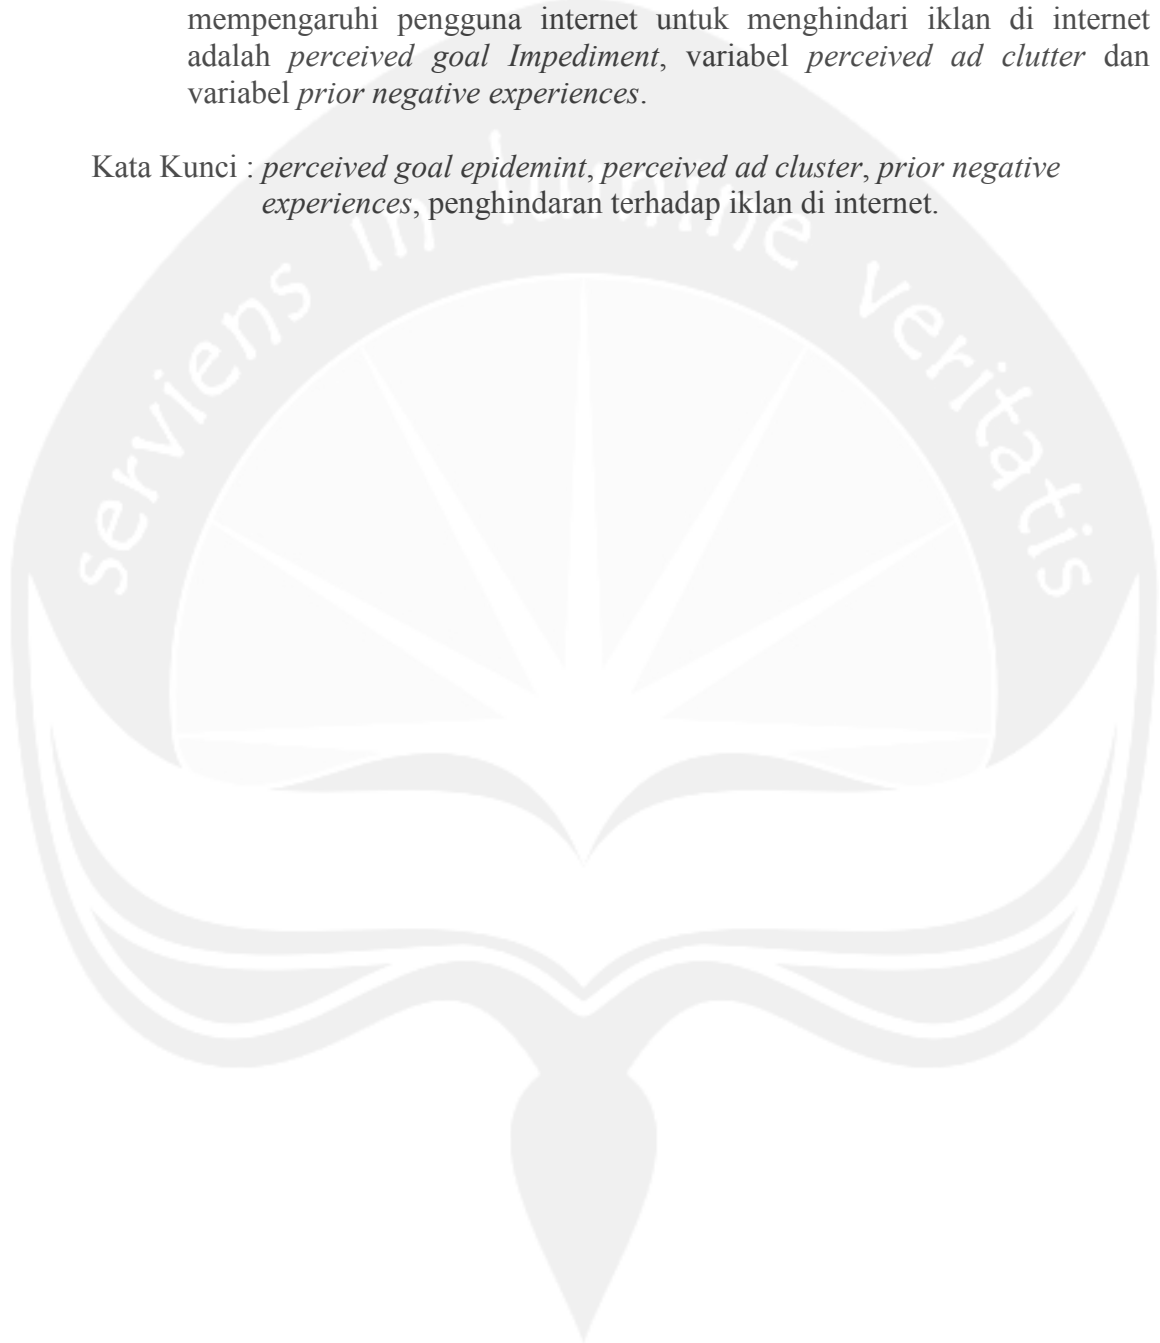 mempengaruhi pengguna internet untuk menghindari iklan di internet
adalah perceived goal Impediment, variabel perceived ad clutter dan
variabel prior negative experiences.
Kata Kunci : perceived goal epidemint, perceived ad cluster, prior negative
experiences, penghindaran terhadap iklan di internet.
serviens in lumine veritatis